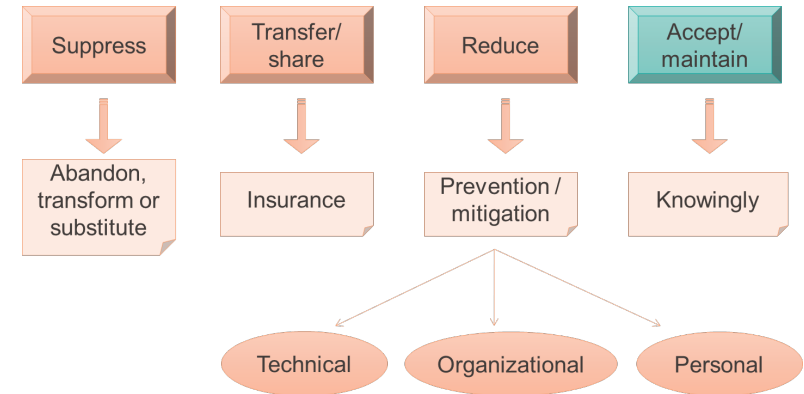 Suppress
Transfer/
share
Reduce
Accept/
maintain
Abandon,
transform or
substitute
Insurance
Prevention /
mitigation
Knowingly
Technical
Organizational
Personal